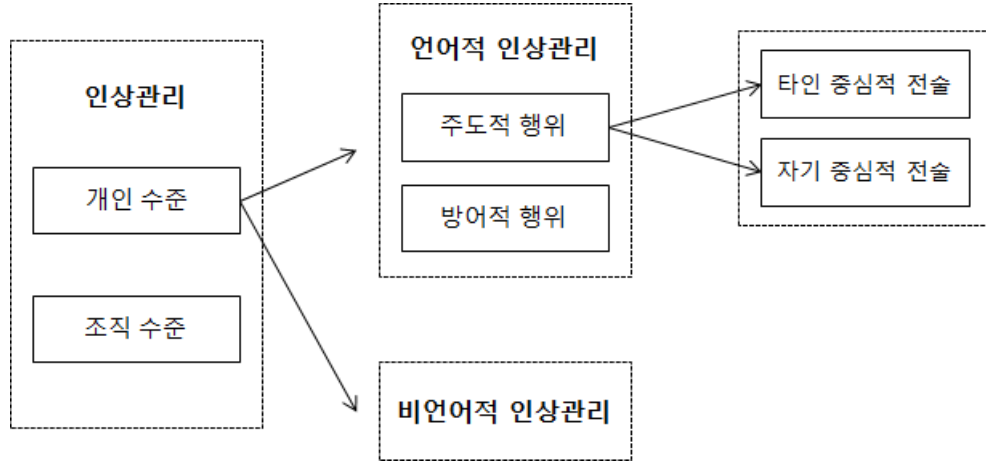 인상관리
개인 수준
조직 수준
언어적 인상관리
주도적 행위
방어적 행위
비언어적 인상관리
타인 중심적 전술
자기 중심적 전술